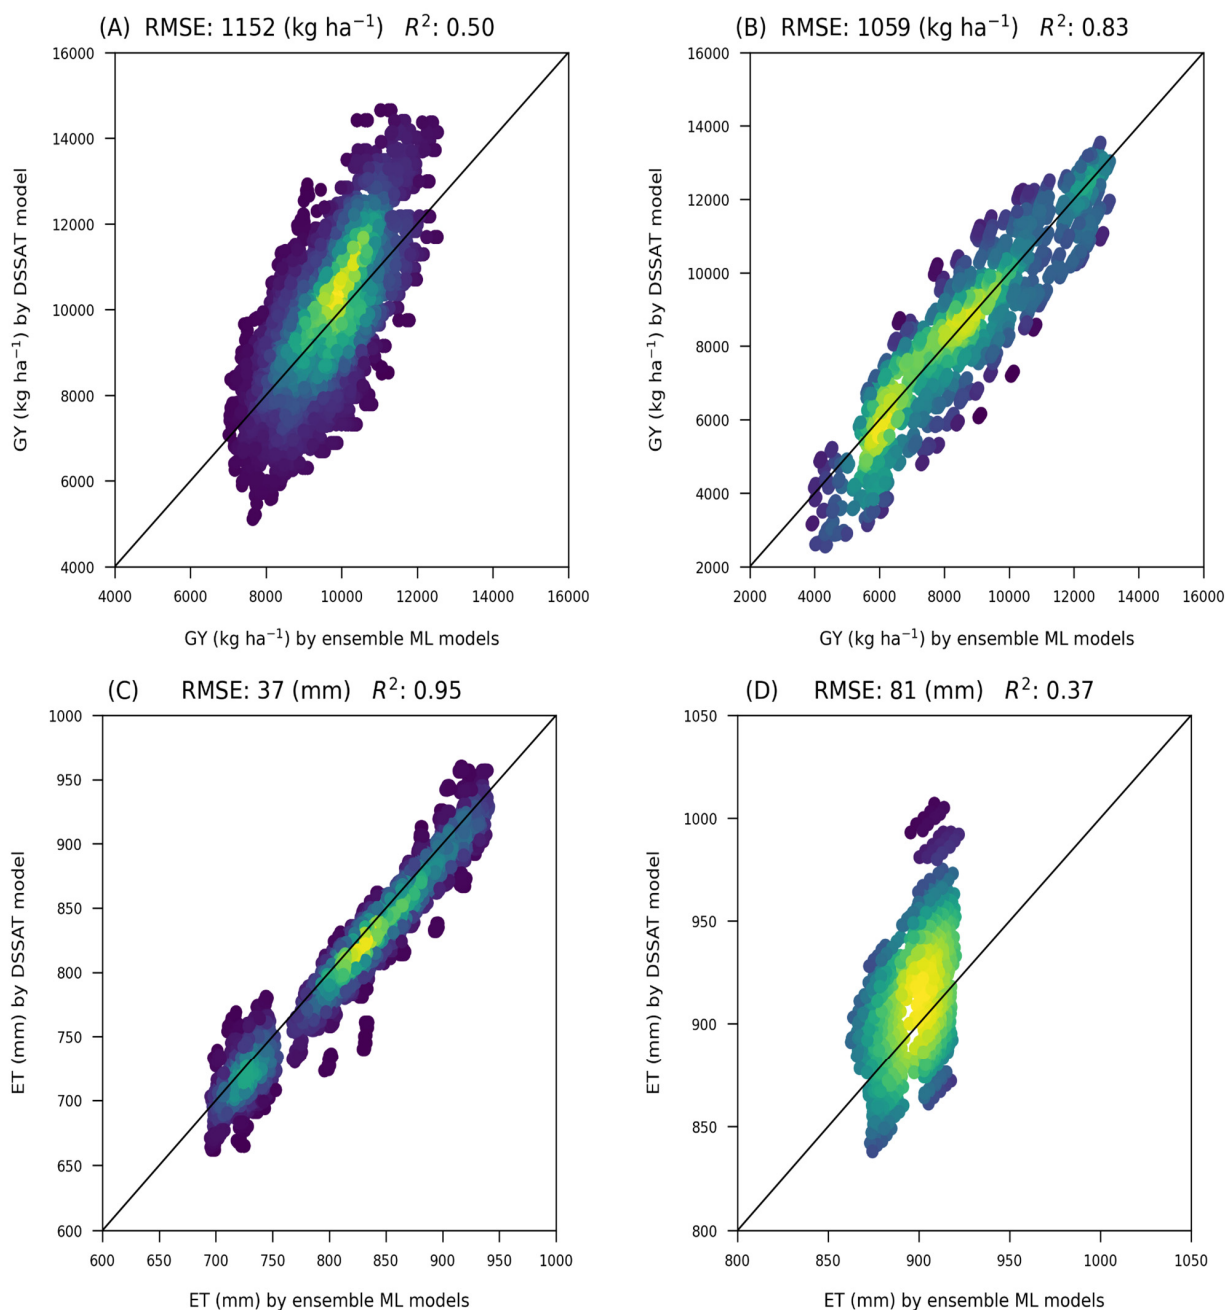 (A) RMSE: 1152 (kg ha⁻¹) R²: 0.50
16000
14000
12000
10000
8000
6000
4000
GY (kg ha⁻¹) by DSSAT model
4000 6000 8000 10000 12000 14000 16000
GY (kg ha⁻¹) by ensemble ML models
(B) RMSE: 1059 (kg ha⁻¹) R²: 0.83
16000
14000
12000
10000
8000
6000
4000
2000
GY (kg ha⁻¹) by DSSAT model
2000 4000 6000 8000 10000 12000 14000 16000
GY (kg ha⁻¹) by ensemble ML models
(C) RMSE: 37 (mm) R²: 0.95
1000
950
900
850
800
750
700
650
600
ET (mm) by DSSAT model
600 650 700 750 800 850 900 950 1000
ET (mm) by ensemble ML models
(D) RMSE: 81 (mm) R²: 0.37
1050
1000
950
900
850
800
ET (mm) by DSSAT model
800 850 900 950 1000 1050
ET (mm) by ensemble ML models